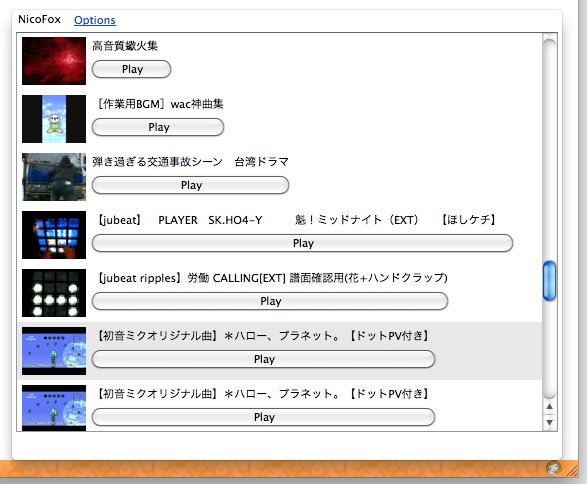 NicoFox Options
高音質蠍火集
Play
［作業用BGM］wac神曲集
Play
弾き過ぎる交通事故シーン　台湾ドラマ
Play
【jubeat】　PLAYER　SK.HO4-Y　　　魁！ミッドナイト（EXT）　【ほしケチ】
Play
【jubeat ripples】労働 CALLING[EXT] 譜面確認用(花+ハンドクラップ)
Play
【初音ミクオリジナル曲】＊ハロー、プラネット。【ドットPV付き】
Play
【初音ミクオリジナル曲】＊ハロー、プラネット。【ドットPV付き】
Play